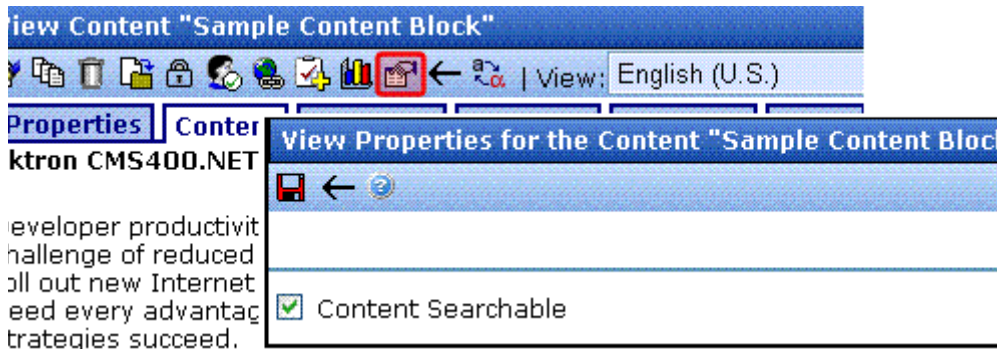 iew Content "Sample Content Block"
| View: English (U.S.)
Properties Conter
ktron CMS400.NET
View Properties for the Content "Sample Content Bloc
eveloper productivit
hallenge of reduced
oll out new Internet
eed every advantag
trategies succeed.
Content Searchable